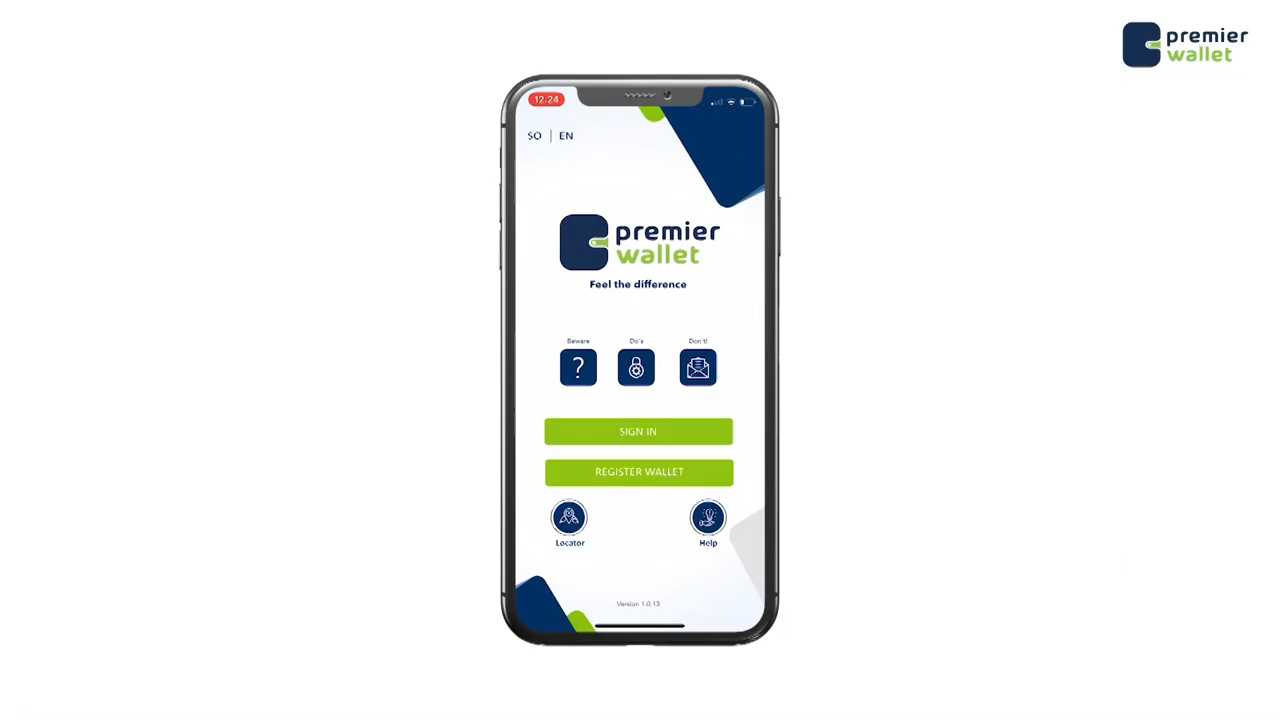 premier
wallet
12:24
SO | EN
premier
wallet
Feel the difference
Beware
Do's
Don't!
?
SIGN IN
REGISTER WALLET
Locator
Help
Version 1.0.13